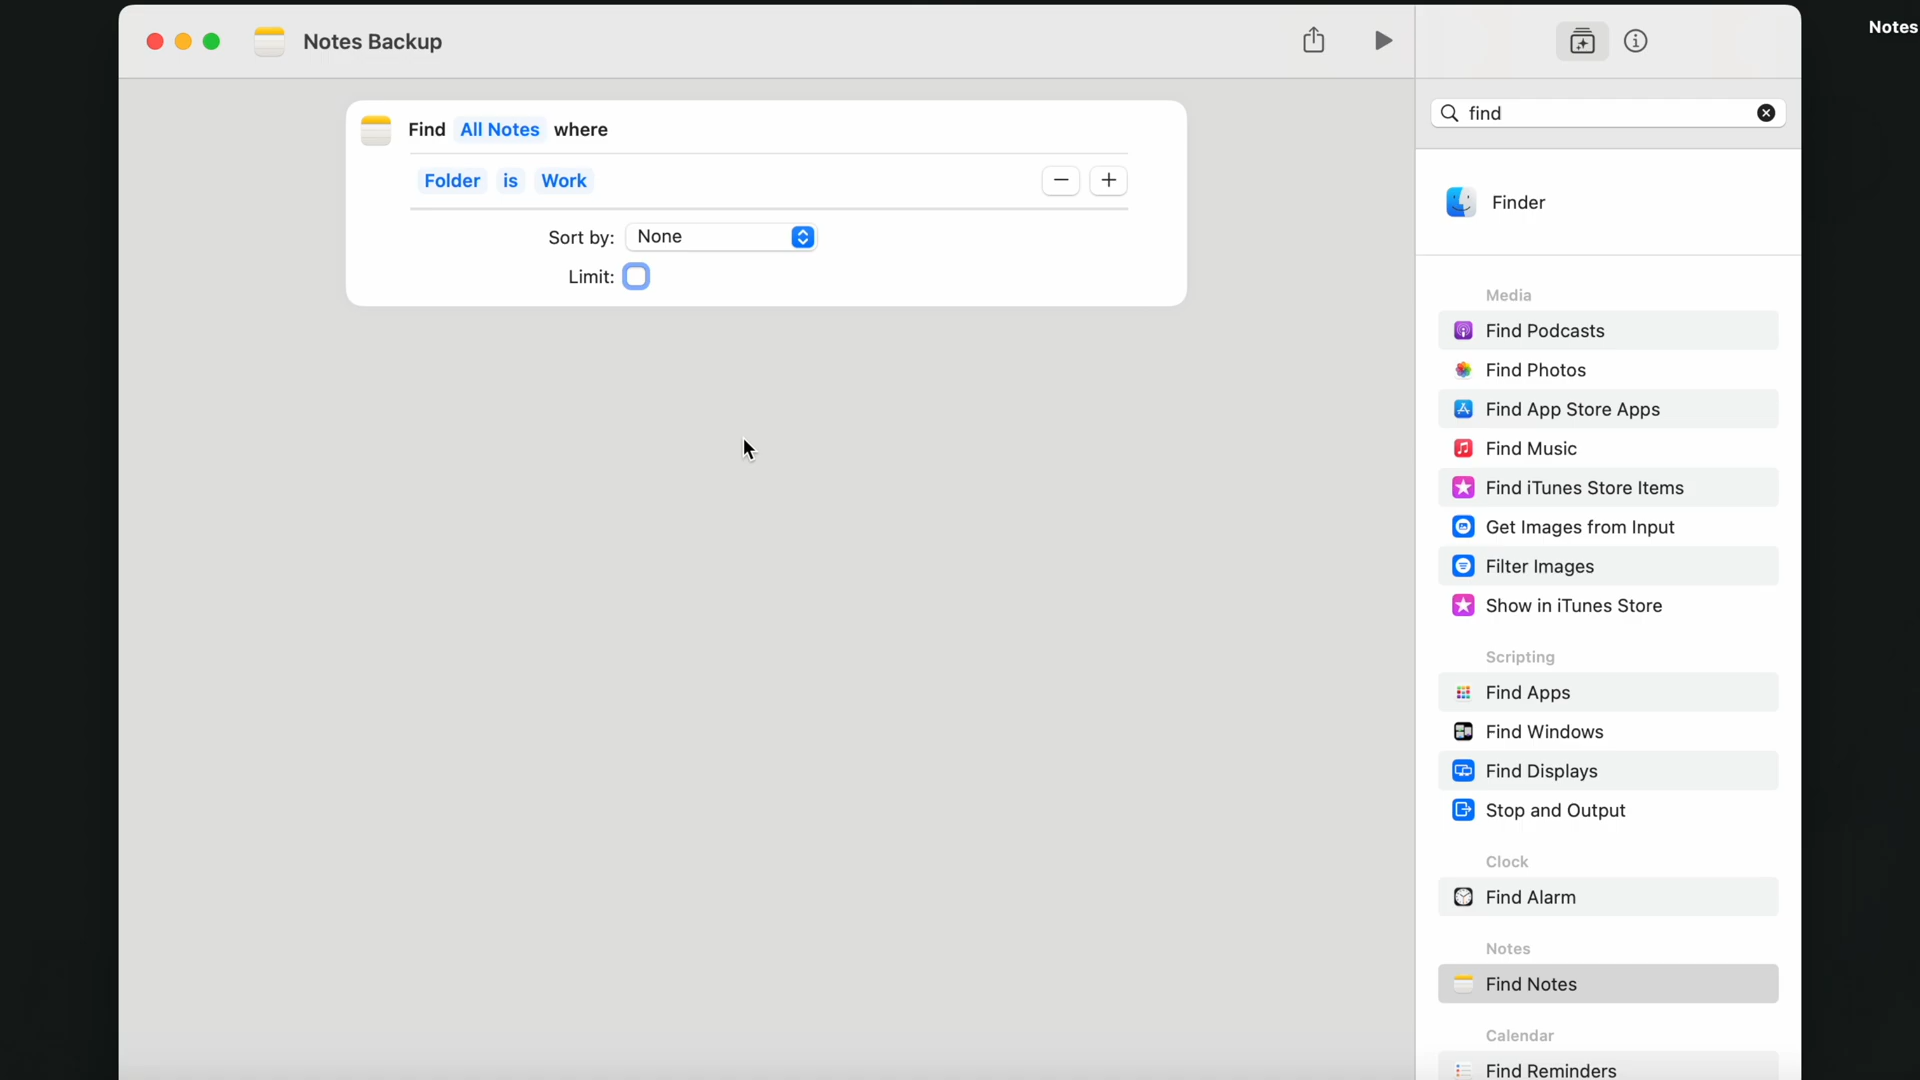 Notes Backup
Notes
Find All Notes where
Folder is Work
Sort by: None
Limit:
find
Finder
Media
Find Podcasts
Find Photos
Find App Store Apps
Find Music
Find iTunes Store Items
Get Images from Input
Filter Images
Show in iTunes Store
Scripting
Find Apps
Find Windows
Find Displays
Stop and Output
Clock
Find Alarm
Notes
Find Notes
Calendar
Find Reminders